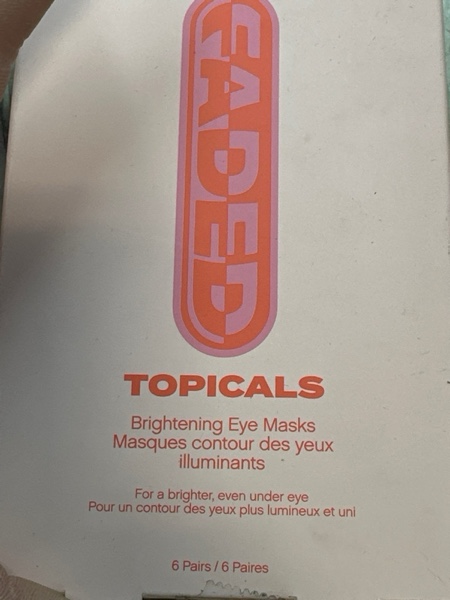 FADED
TOPICALS
Brightening Eye Masks
Masques contour des yeux
illuminants
For a brighter, even under eye
Pour un contour des yeux plus lumineux et uni
6 Pairs / 6 Paires